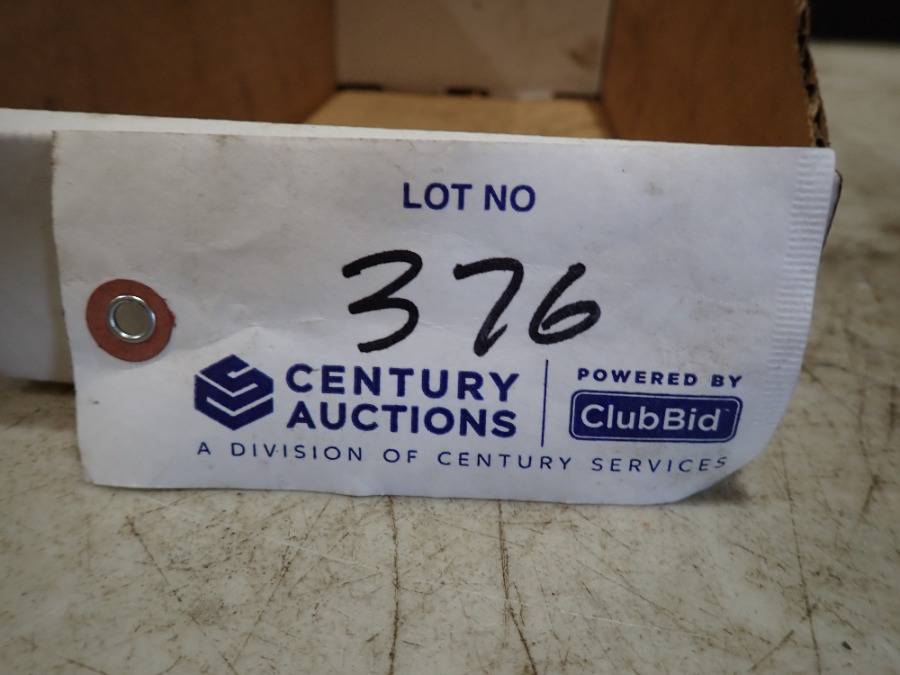 LOT NO
376
CENTURY
AUCTIONS
POWERED BY
ClubBid
A DIVISION OF CENTURY SERVICES